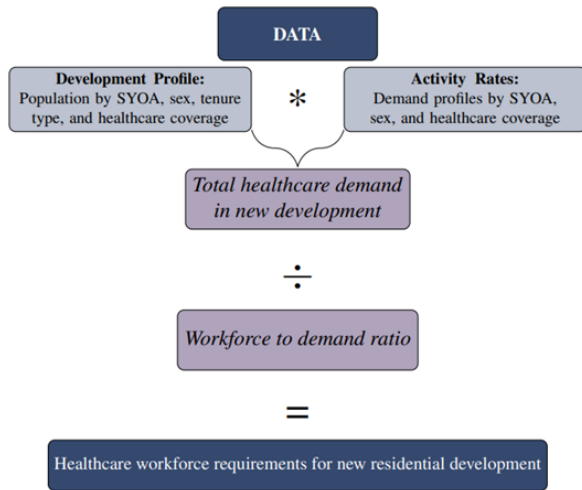 DATA
Development Profile:
Population by SYOA, sex, tenure
type, and healthcare coverage
*
Activity Rates:
Demand profiles by SYOA,
sex, and healthcare coverage
Total healthcare demand
in new development
÷
Workforce to demand ratio
=
Healthcare workforce requirements for new residential development